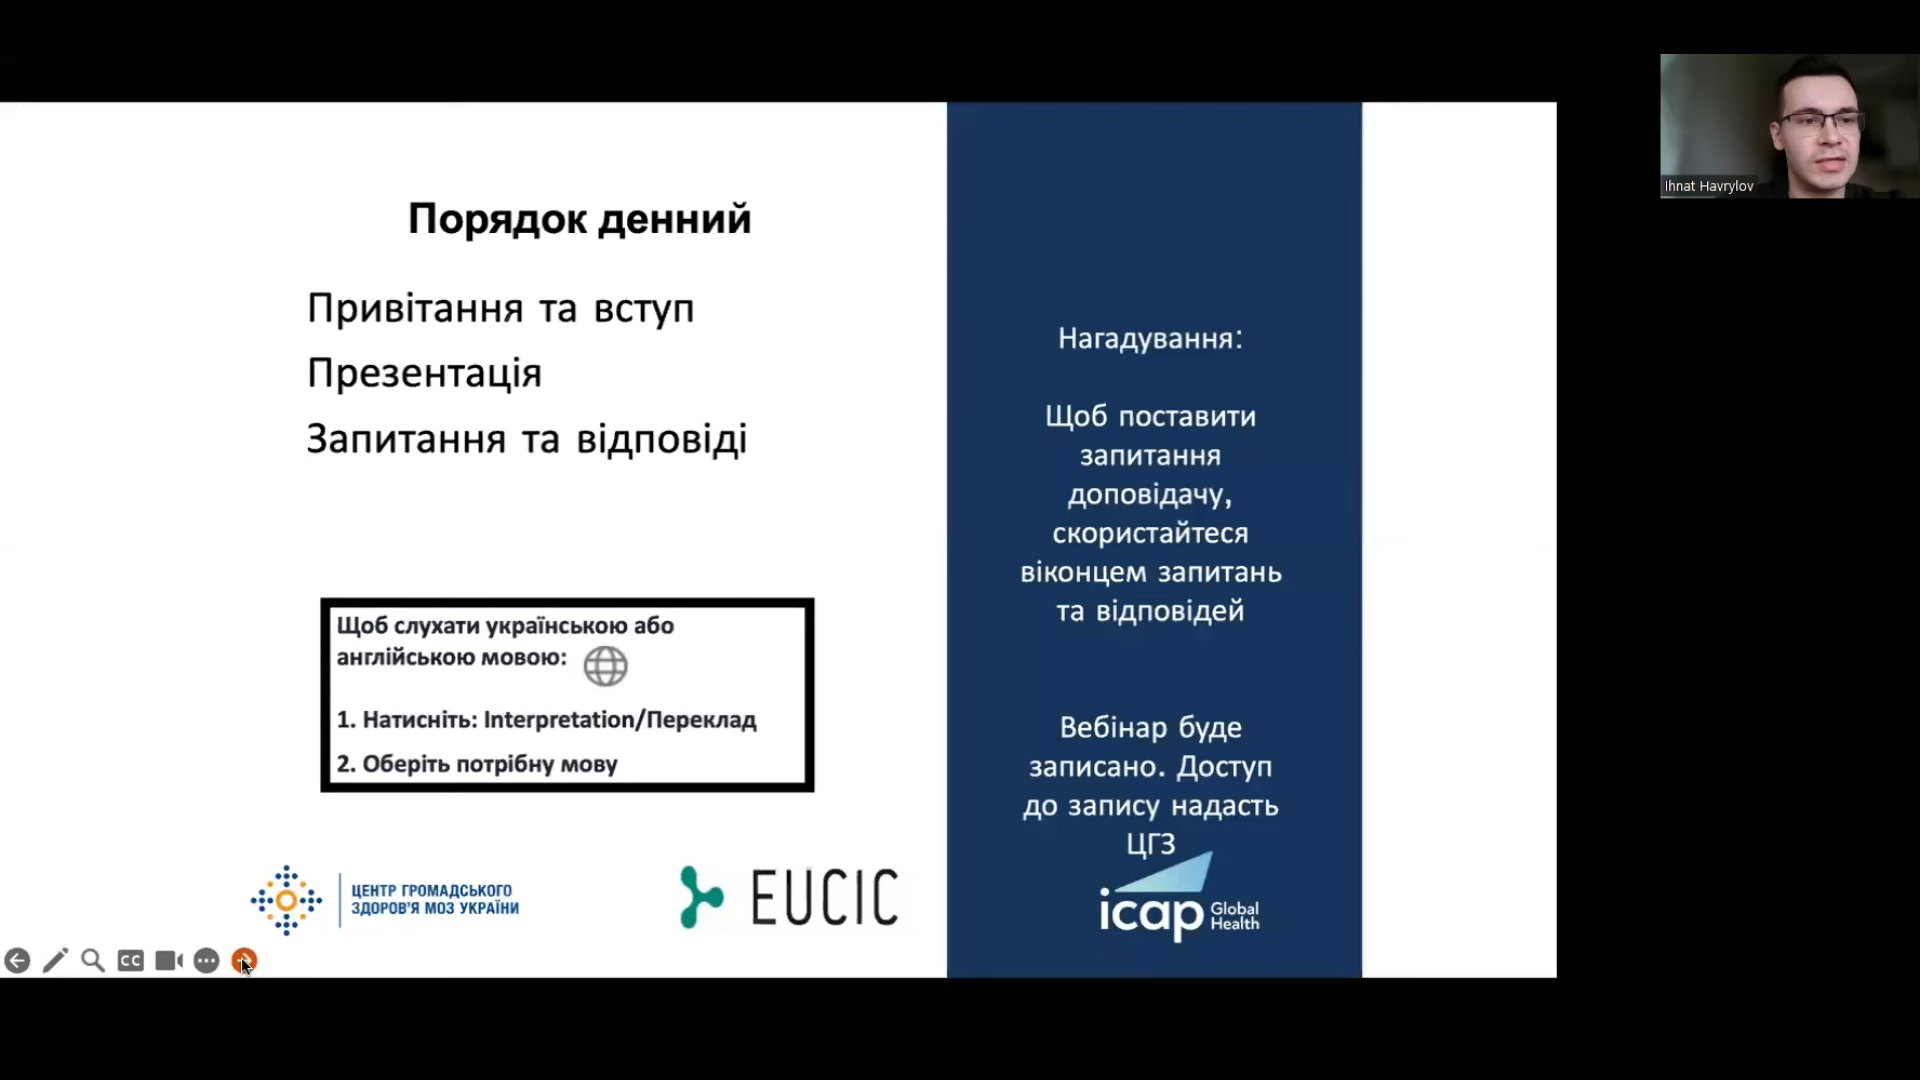 Порядок денний
Привітання та вступ
Презентація
Запитання та відповіді
Щоб слухати українською або
англійською мовою:
1. Натисніть: Interpretation/Переклад
2. Оберіть потрібну мову
ЦЕНТР ГРОМАДСЬКОГО
ЗДОРОВ'Я МОЗ УКРАЇНИ
EUCIC
Нагадування:
Щоб поставити
запитання
доповідачу,
скористайтеся
віконцем запитань
та відповідей
Вебінар буде
записано. Доступ
до запису надасть
ЦГЗ
icap Global
Health
CC
Ihnat Havrylov